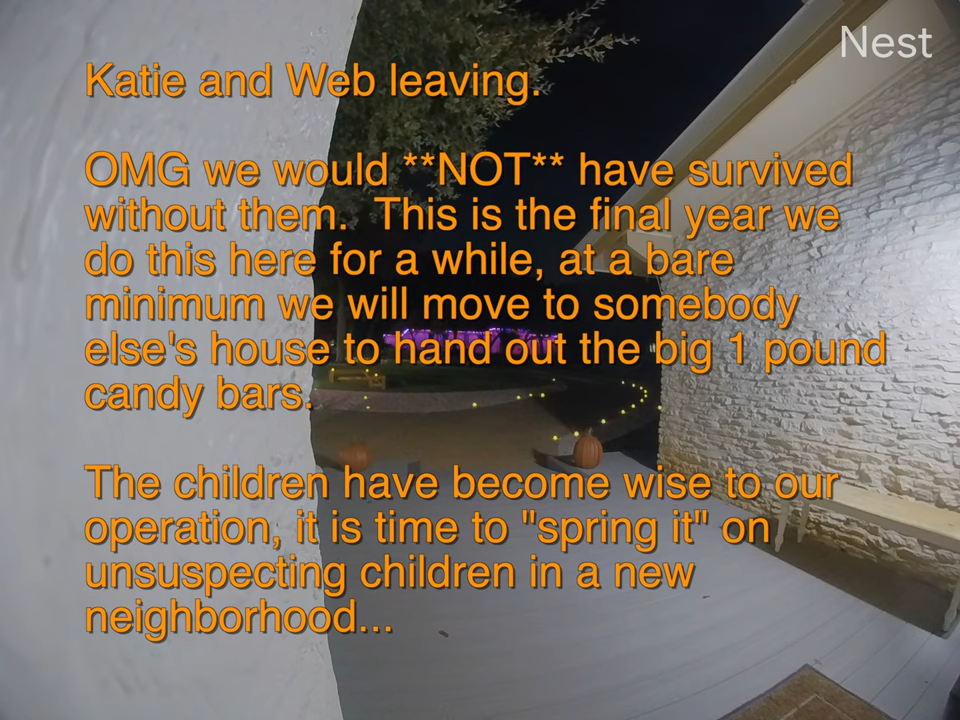 Nest
Katie and Web leaving.
OMG we would **NOT** have survived
without them.  This is the final year we
do this here for a while, at a bare
minimum we will move to somebody
else's house to hand out the big 1 pound
candy bars.
The children have become wise to our
operation, it is time to "spring it" on
unsuspecting children in a new
neighborhood...